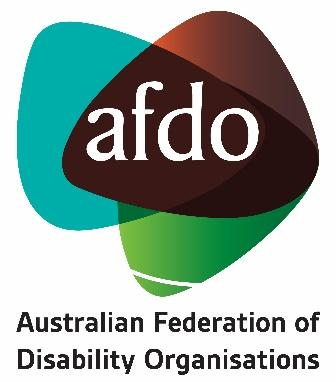 afdo
Australian Federation of
Disability Organisations